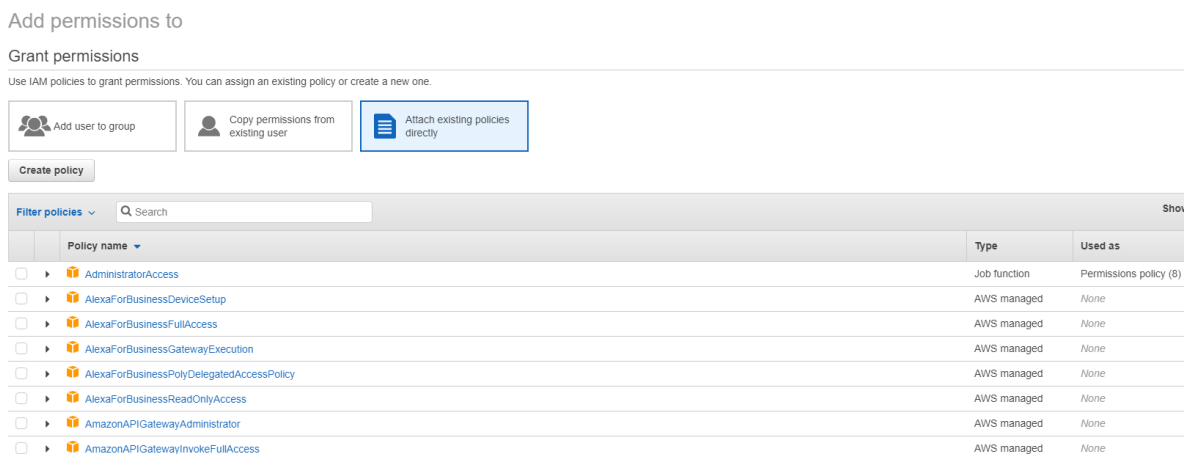 Add permissions to
Grant permissions
Use IAM policies to grant permissions. You can assign an existing policy or create a new one.
Add user to group
Copy permissions from
existing user
Attach existing policies
directly
Create policy
Filter policies
Search
Show
Policy name
Type
Used as
AdministratorAccess Job function Permissions policy (8)
AlexaForBusinessDeviceSetup AWS managed None
AlexaForBusinessFullAccess AWS managed None
AlexaForBusinessGatewayExecution AWS managed None
AlexaForBusinessPolyDelegatedAccessPolicy AWS managed None
AlexaForBusinessReadOnlyAccess AWS managed None
AmazonAPIGatewayAdministrator AWS managed None
AmazonAPIGatewayInvokeFullAccess AWS managed None